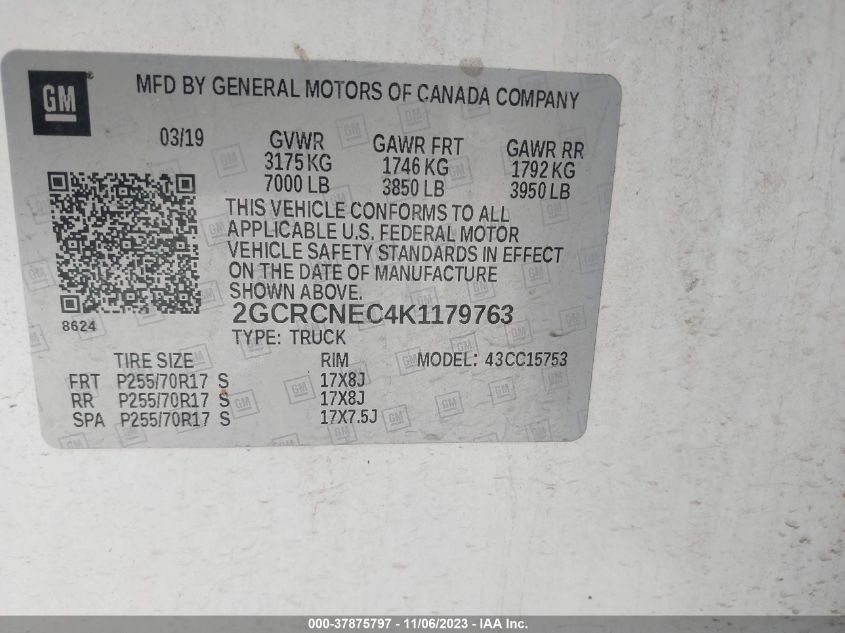 GM
MFD BY GENERAL MOTORS OF CANADA COMPANY
03/19 GVWR GAWR FRT GAWR RR
3175 KG 1746 KG 1792 KG
7000 LB 3850 LB 3950 LB
THIS VEHICLE CONFORMS TO ALL
APPLICABLE U.S. FEDERAL MOTOR
VEHICLE SAFETY STANDARDS IN EFFECT
ON THE DATE OF MANUFACTURE
SHOWN ABOVE.
8624
2GCRCNEC4K1179763
TYPE: TRUCK
TIRE SIZE RIM MODEL: 43CC15753
FRT P255/70R17 S 17X8J
RR P255/70R17 S 17X8J
SPA P255/70R17 S 17X7.5J
000-37875797 - 11/06/2023 - IAA Inc.